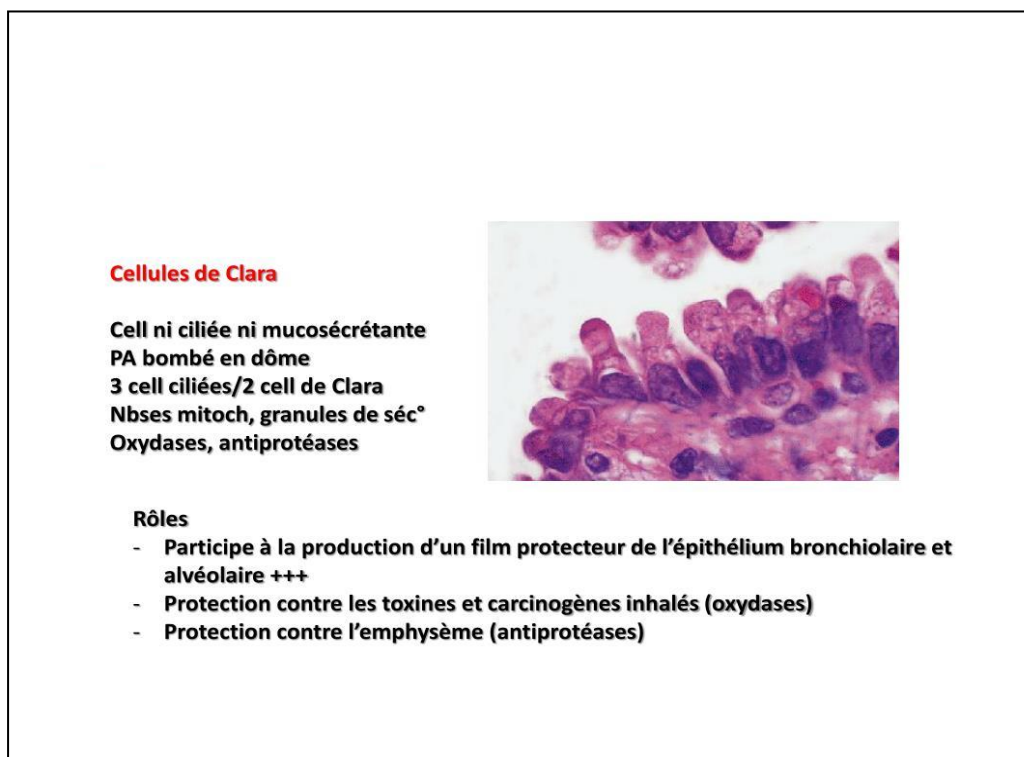 Cellules de Clara
Cell ni ciliée ni mucosécrétante
PA bombé en dôme
3 cell ciliées/2 cell de Clara
Nbses mitoch, granules de séc°
Oxydases, antiprotéases
Rôles
- Participe à la production d’un film protecteur de l’épithélium bronchiolaire et
alvéolaire +++
- Protection contre les toxines et carcinogènes inhalés (oxydases)
- Protection contre l’emphysème (antiprotéases)